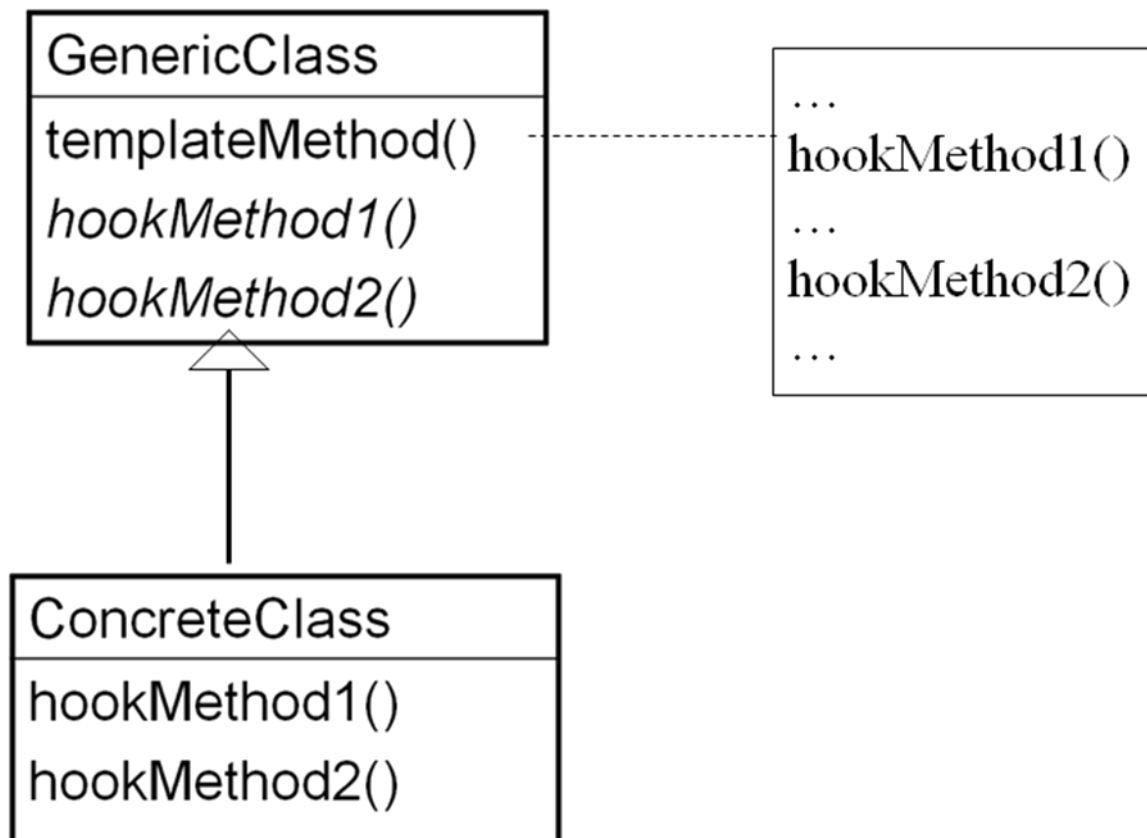 GenericClass
templateMethod()
hookMethod1()
hookMethod2()
...
hookMethod1()
...
hookMethod2()
...
ConcreteClass
hookMethod1()
hookMethod2()